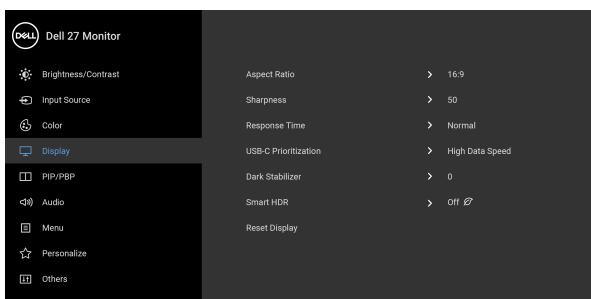 DELL Dell 27 Monitor
Brightness/Contrast
Input Source
Color
Display
PIP/PBP
Audio
Menu
Personalize
Others
Aspect Ratio > 16:9
Sharpness > 50
Response Time > Normal
USB-C Prioritization > High Data Speed
Dark Stabilizer > 0
Smart HDR > Off
Reset Display